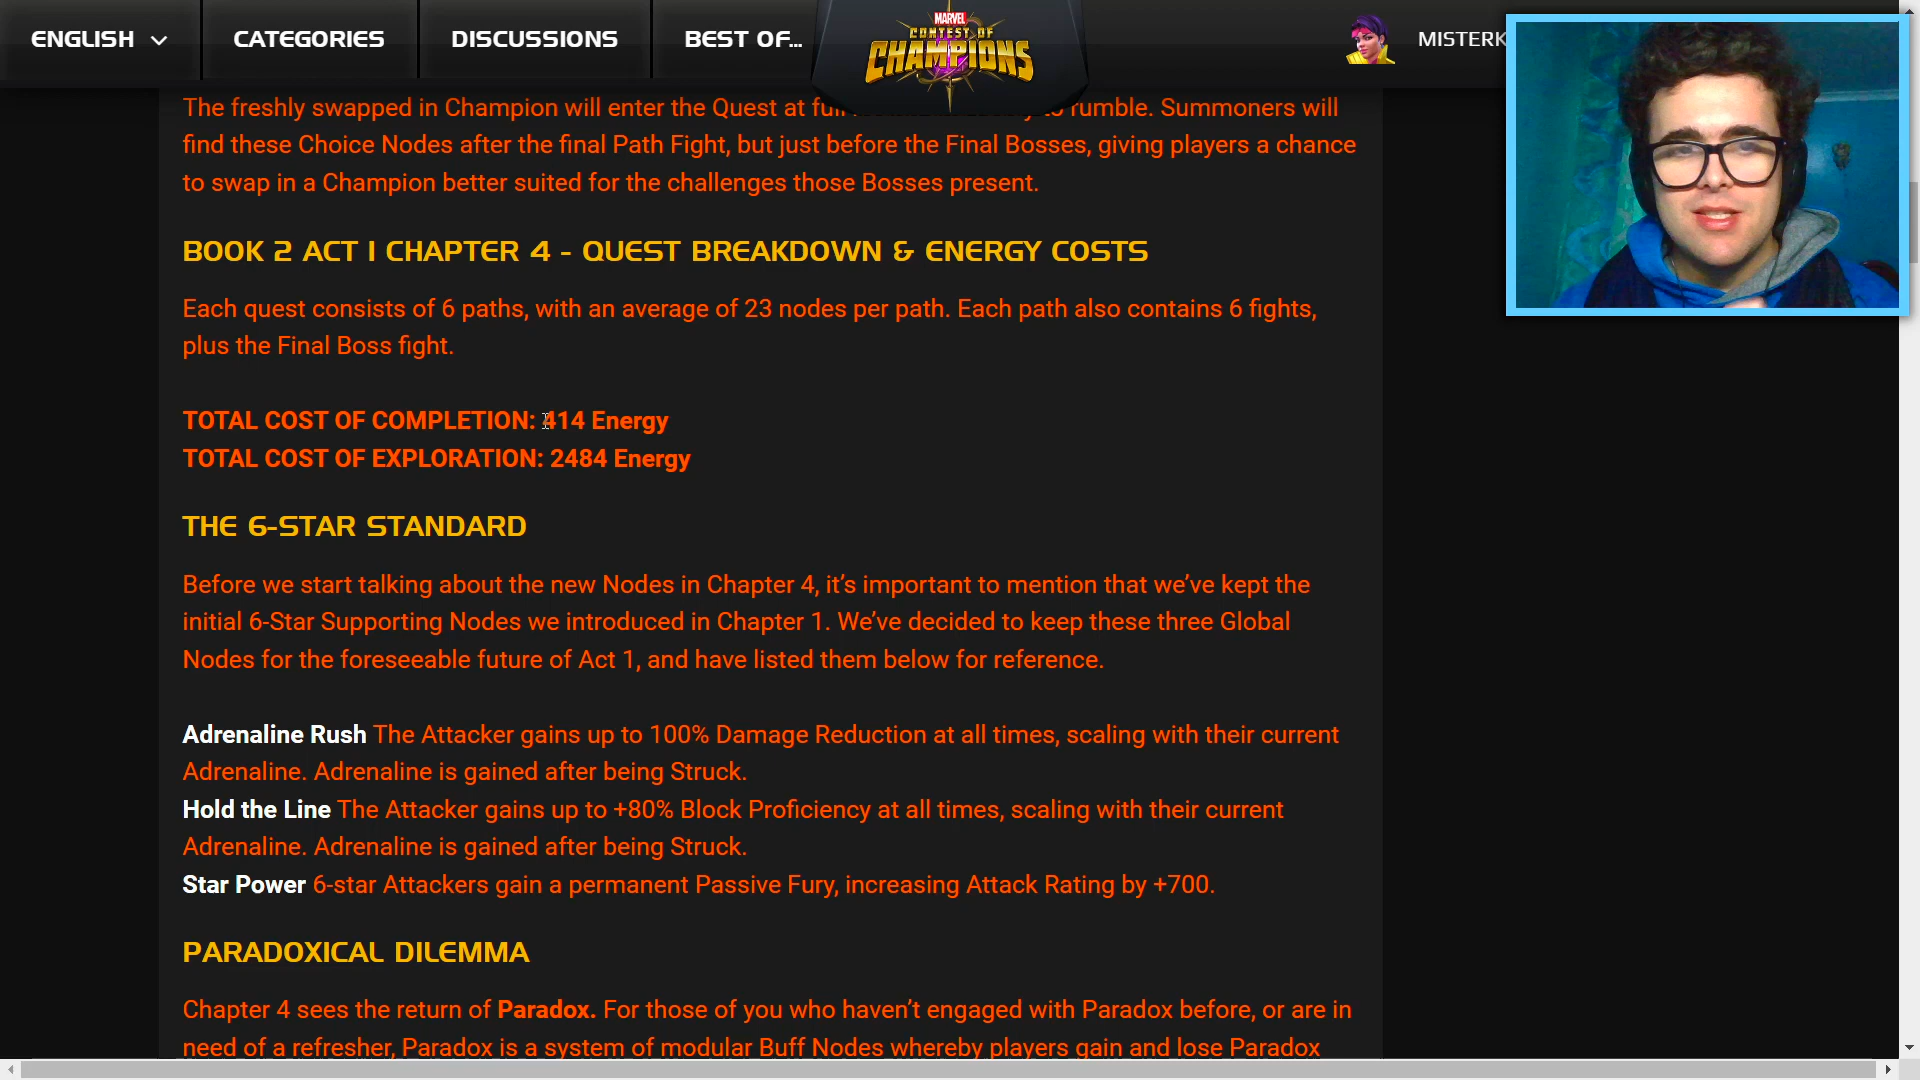 ENGLISH CATEGORIES DISCUSSIONS BEST OF... MARVEL CONTEST OF CHAMPIONS MISTERK
The freshly swapped in Champion will enter the Quest at full rumble. Summoners will
find these Choice Nodes after the final Path Fight, but just before the Final Bosses, giving players a chance
to swap in a Champion better suited for the challenges those Bosses present.
BOOK 2 ACT 1 CHAPTER 4 - QUEST BREAKDOWN & ENERGY COSTS
Each quest consists of 6 paths, with an average of 23 nodes per path. Each path also contains 6 fights,
plus the Final Boss fight.
TOTAL COST OF COMPLETION: 414 Energy
TOTAL COST OF EXPLORATION: 2484 Energy
THE 6-STAR STANDARD
Before we start talking about the new Nodes in Chapter 4, it’s important to mention that we’ve kept the
initial 6-Star Supporting Nodes we introduced in Chapter 1. We’ve decided to keep these three Global
Nodes for the foreseeable future of Act 1, and have listed them below for reference.
Adrenaline Rush The Attacker gains up to 100% Damage Reduction at all times, scaling with their current
Adrenaline. Adrenaline is gained after being Struck.
Hold the Line The Attacker gains up to +80% Block Proficiency at all times, scaling with their current
Adrenaline. Adrenaline is gained after being Struck.
Star Power 6-star Attackers gain a permanent Passive Fury, increasing Attack Rating by +700.
PARADOXICAL DILEMMA
Chapter 4 sees the return of Paradox. For those of you who haven’t engaged with Paradox before, or are in
need of a refresher, Paradox is a system of modular Buff Nodes whereby players gain and lose Paradox